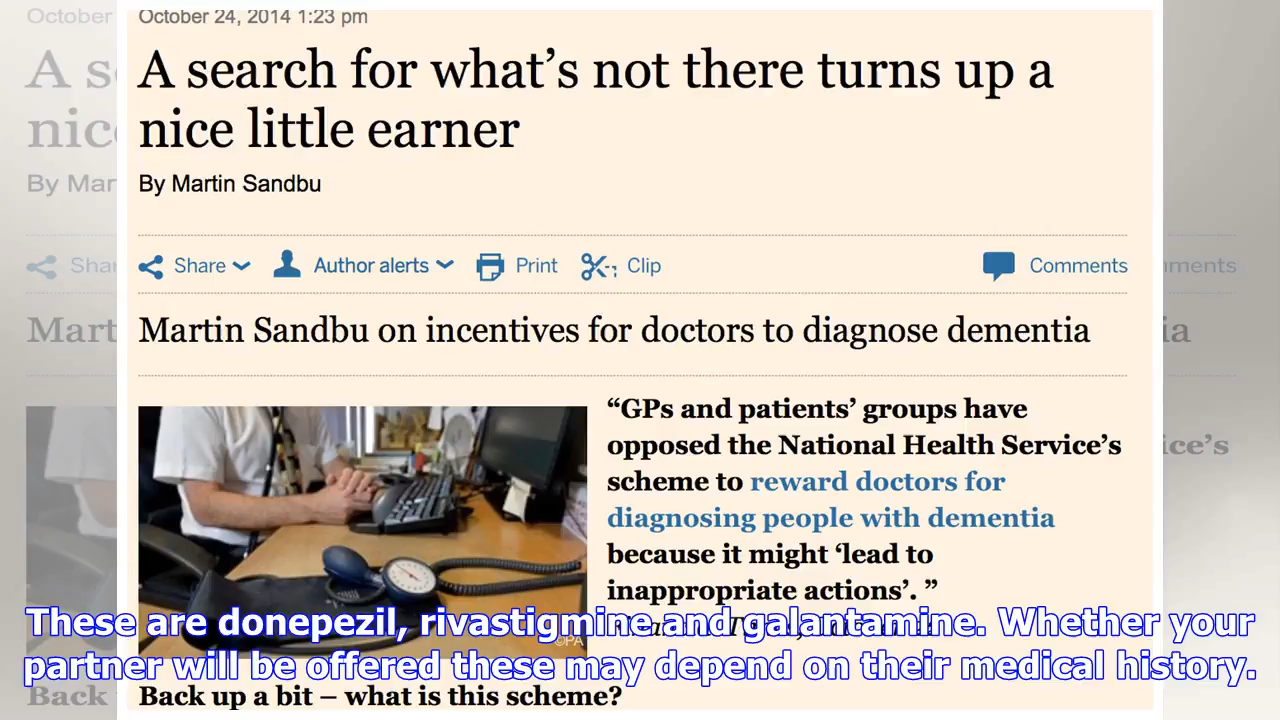 October 24, 2014 1:23 pm
A search for what's not there turns up a
nice little earner
By Martin Sandbu
Share
Author alerts
Print
Clip
Comments
Martin Sandbu on incentives for doctors to diagnose dementia
“GPs and patients’ groups have
opposed the National Health Service’s
scheme to reward doctors for
diagnosing people with dementia
because it might ‘lead to
inappropriate actions’. ”
©PA
These are donepezil, rivastigmine and galantamine. Whether your
partner will be offered these may depend on their medical history.
Back up a bit – what is this scheme?